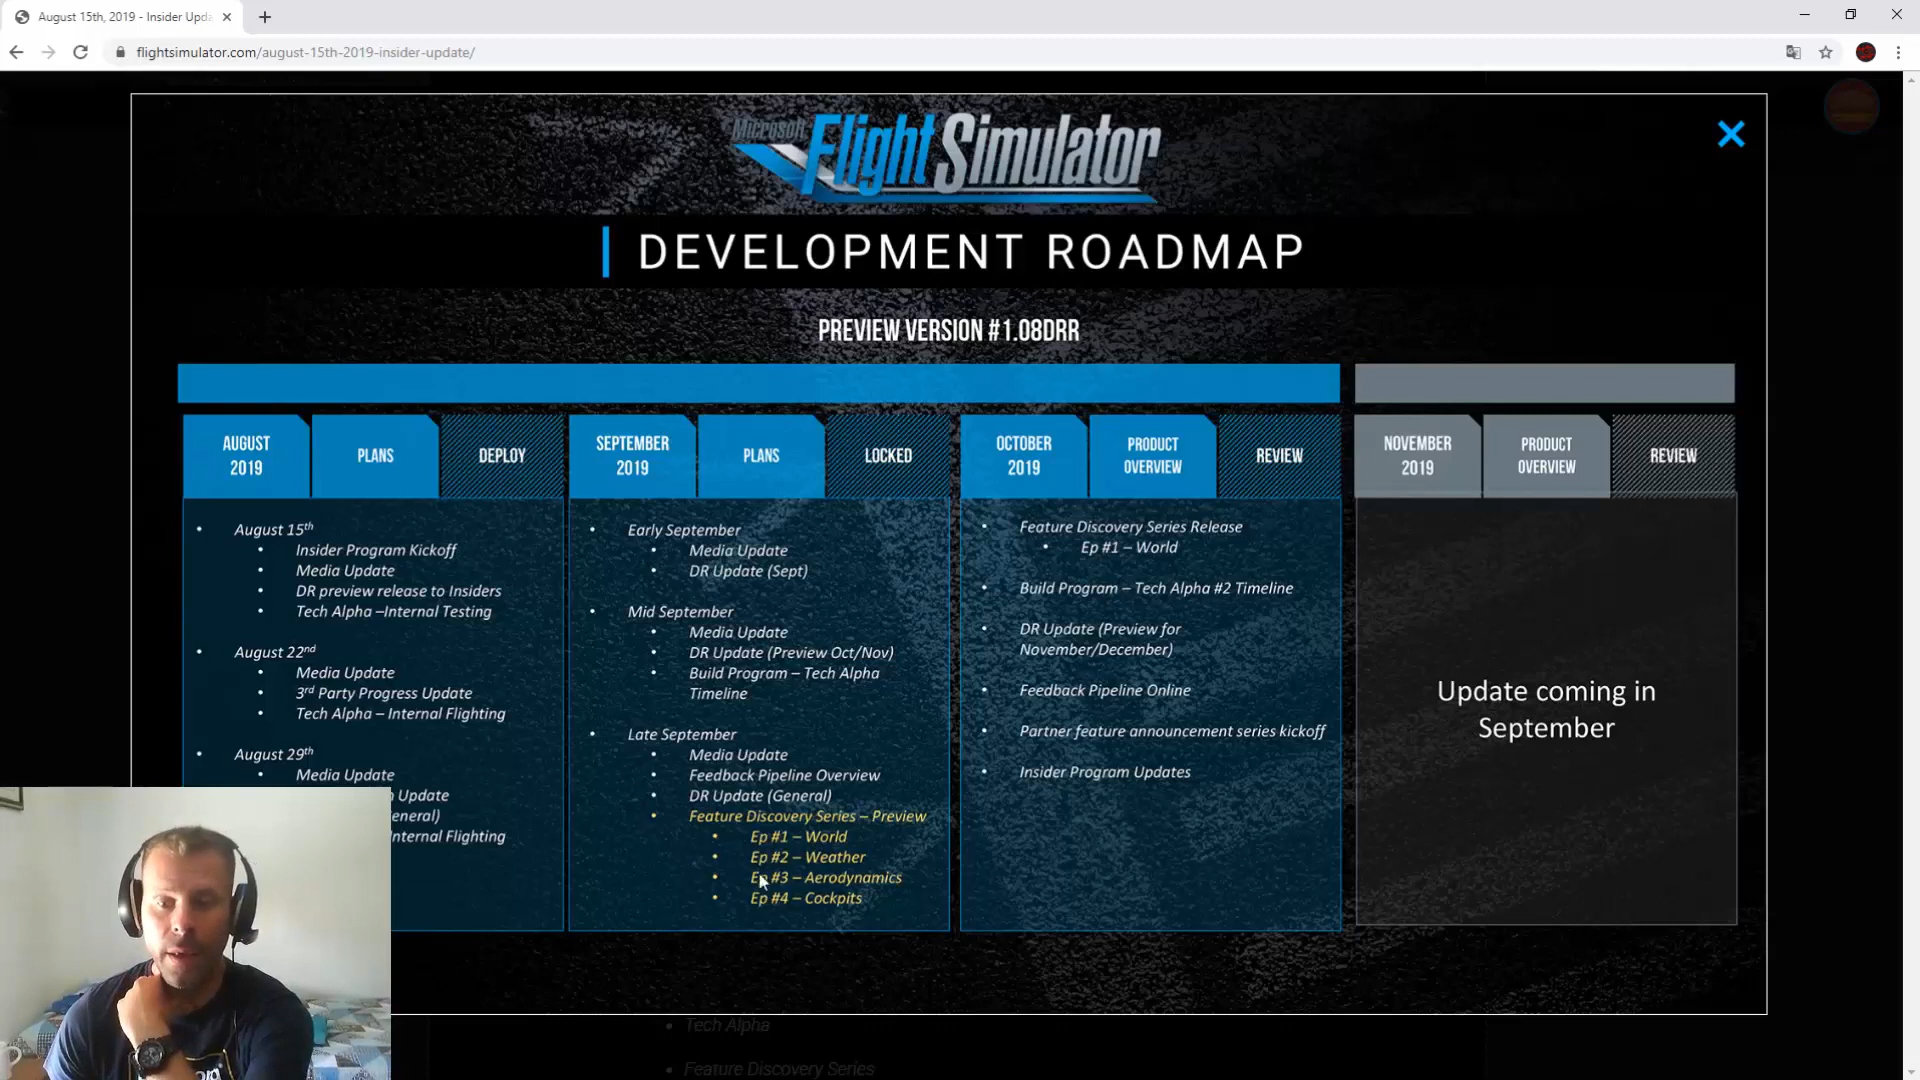 August 15th, 2019 - Insider Upda
flightsimulator.com/august-15th-2019-insider-update/
Microsoft
Flight Simulator
DEVELOPMENT ROADMAP
PREVIEW VERSION #1.08DRR
AUGUST 2019
PLANS
DEPLOY
• August 15th
• Insider Program Kickoff
• Media Update
• DR preview release to Insiders
• Tech Alpha –Internal Testing
• August 22nd
• Media Update
• 3rd Party Progress Update
• Tech Alpha – Internal Flighting
• August 29th
• Media Update
Update
eneral)
Internal Flighting
SEPTEMBER 2019
PLANS
LOCKED
• Early September
• Media Update
• DR Update (Sept)
• Mid September
• Media Update
• DR Update (Preview Oct/Nov)
• Build Program – Tech Alpha
Timeline
• Late September
• Media Update
• Feedback Pipeline Overview
• DR Update (General)
• Feature Discovery Series – Preview
• Ep #1 – World
• Ep #2 – Weather
• Ep #3 – Aerodynamics
• Ep #4 – Cockpits
OCTOBER 2019
PRODUCT OVERVIEW
REVIEW
• Feature Discovery Series Release
• Ep #1 – World
• Build Program – Tech Alpha #2 Timeline
• DR Update (Preview for
November/December)
• Feedback Pipeline Online
• Partner feature announcement series kickoff
• Insider Program Updates
NOVEMBER 2019
PRODUCT OVERVIEW
REVIEW
Update coming in
September
• Tech Alpha
• Feature Discovery Series